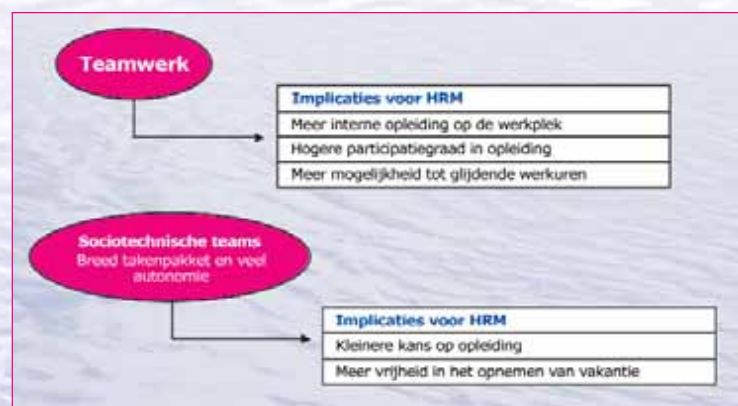 Teamwerk
Implicaties voor HRM
Meer interne opleiding op de werkplek
Hogere participatiegraad in opleiding
Meer mogelijkheid tot glijdende werkuren
Sociotechnische teams
Breed takenpakket en veel
autonomie
Implicaties voor HRM
Kleinere kans op opleiding
Meer vrijheid in het opnemen van vakantie